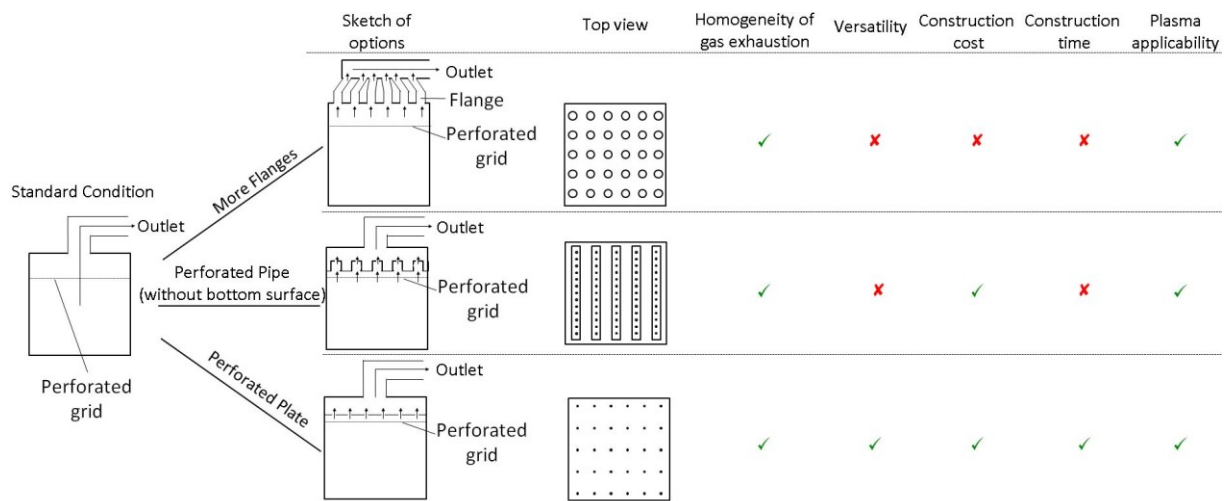 Sketch of
options
Top view
Homogeneity of
gas exhaustion
Versatility
Construction
cost
Construction
time
Plasma
applicability
Outlet
Flange
Perforated
grid
More Flanges
✓
✘
✘
✘
✓
Standard Condition
Outlet
Perforated
grid
Perforated Pipe
(without bottom surface)
Outlet
Perforated
grid
✓
✘
✓
✘
✓
Perforated Plate
Outlet
Perforated
grid
✓
✓
✓
✓
✓